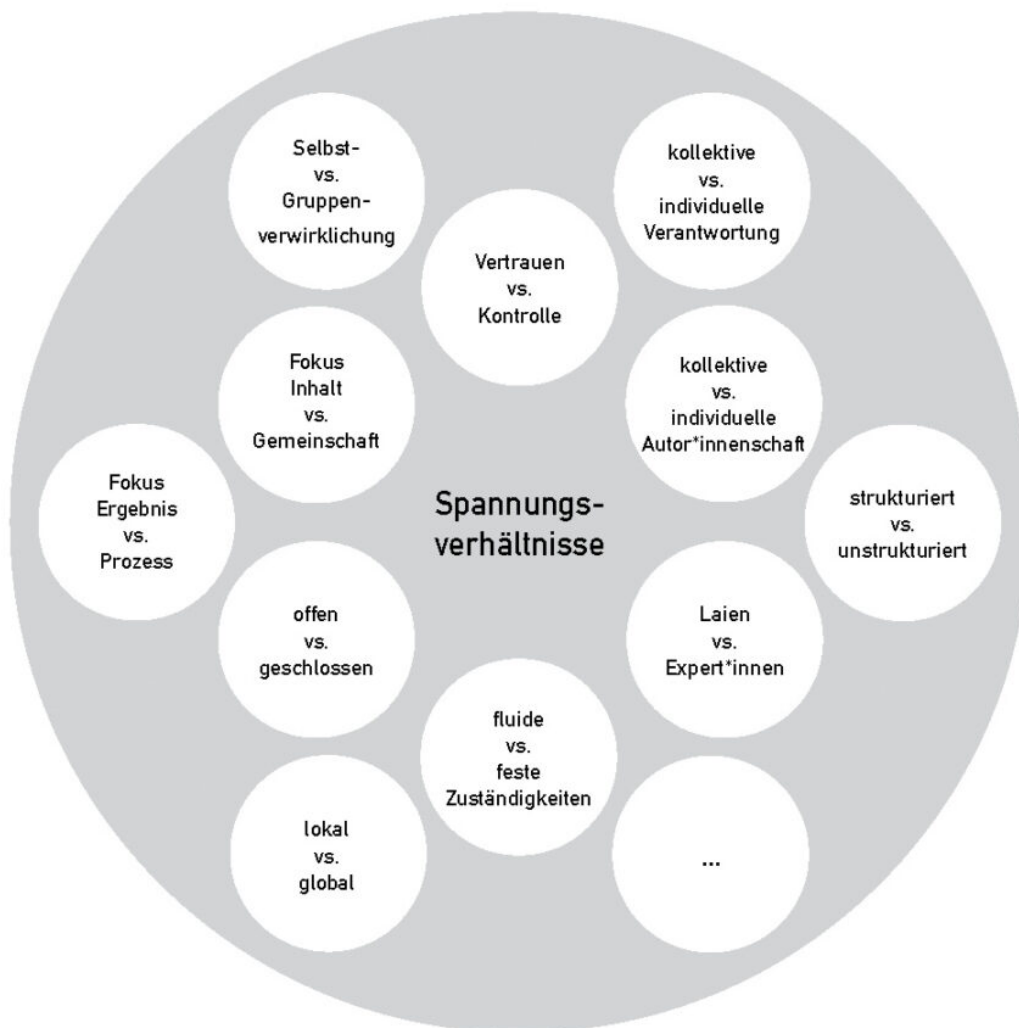 Selbst-
vs.
Gruppen-
verwirklichung
kollektive
vs.
individuelle
Verantwortung
Vertrauen
vs.
Kontrolle
Fokus
Inhalt
vs.
Gemeinschaft
kollektive
vs.
individuelle
Autor*innenschaft
Fokus
Ergebnis
vs.
Prozess
Spannungs-
verhältnisse
strukturiert
vs.
unstrukturiert
offen
vs.
geschlossen
Laien
vs.
Expert*innen
fluide
vs.
feste
Zuständigkeiten
lokal
vs.
global
...